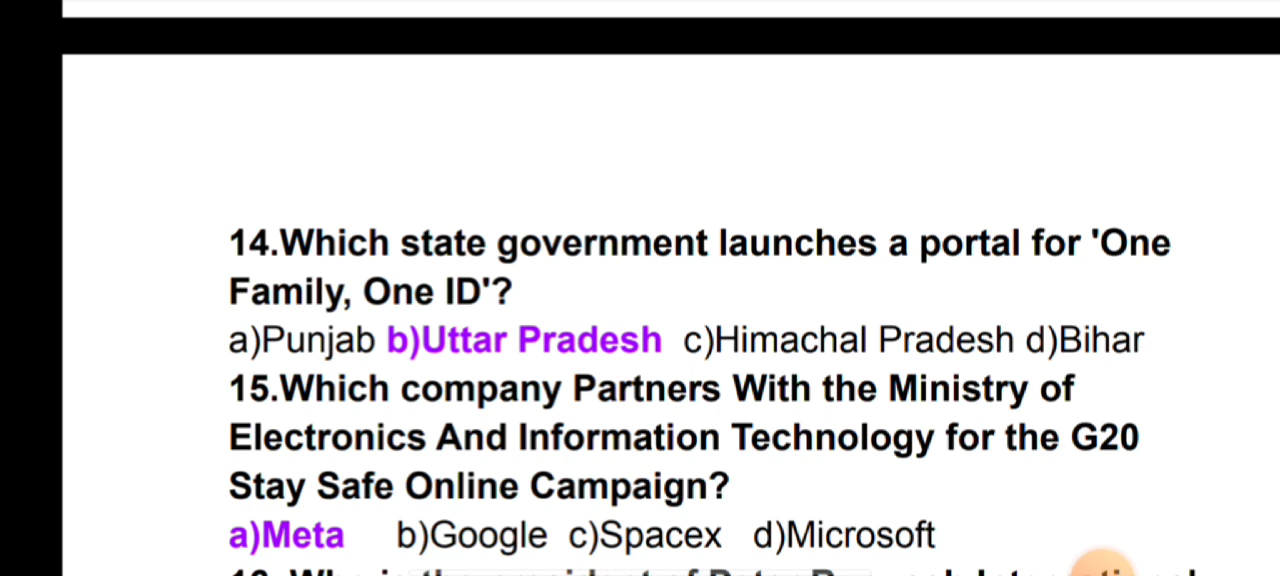 14.Which state government launches a portal for 'One
Family, One ID'?
a)Punjab b)Uttar Pradesh c)Himachal Pradesh d)Bihar
15.Which company Partners With the Ministry of
Electronics And Information Technology for the G20
Stay Safe Online Campaign?
a)Meta b)Google c)Spacex d)Microsoft